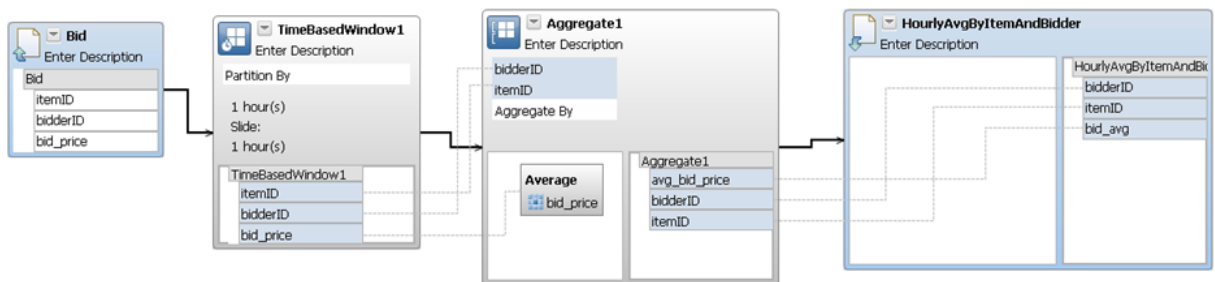 Bid
Enter Description
Bid
itemID
bidderID
bid_price
TimeBasedWindow1
Enter Description
Partition By
1 hour(s)
Slide:
1 hour(s)
TimeBasedWindow1
itemID
bidderID
bid_price
Aggregate1
Enter Description
bidderID
itemID
Aggregate By
Average
bid_price
Aggregate1
avg_bid_price
bidderID
itemID
HourlyAvgByItemAndBidder
Enter Description
HourlyAvgByItemAndBi
bidderID
itemID
bid_avg